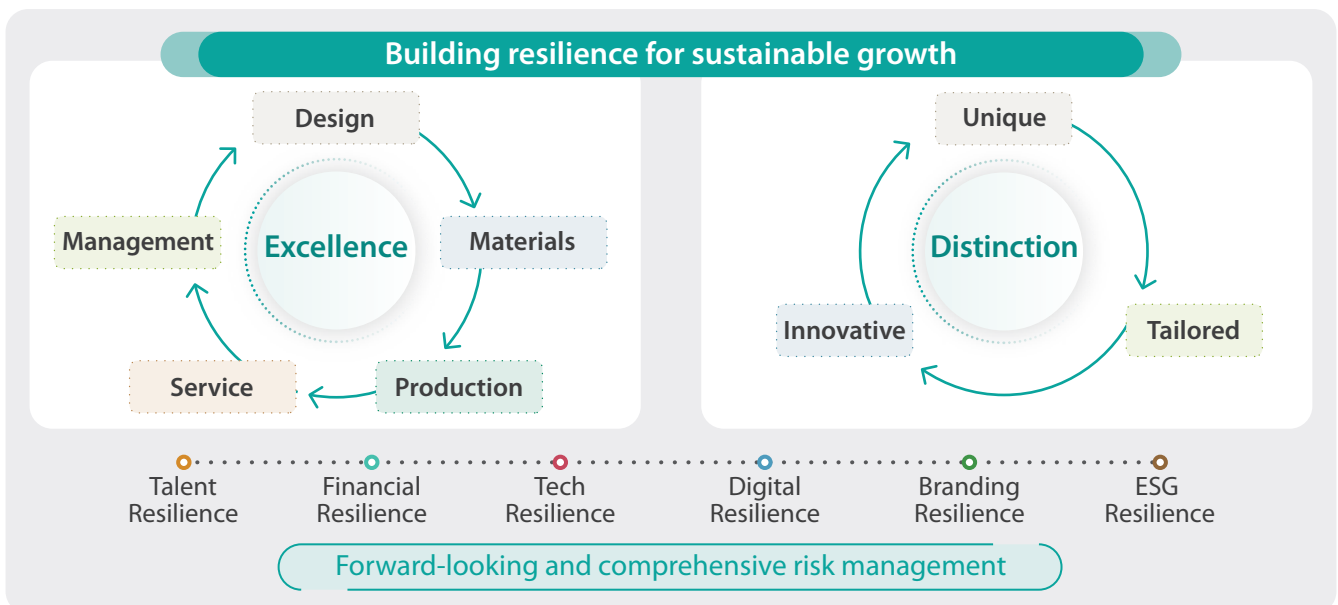 Building resilience for sustainable growth
Design
Management
Excellence
Materials
Service
Production
Unique
Distinction
Innovative
Tailored
Talent
Resilience
Financial
Resilience
Tech
Resilience
Digital
Resilience
Branding
Resilience
ESG
Resilience
Forward-looking and comprehensive risk management